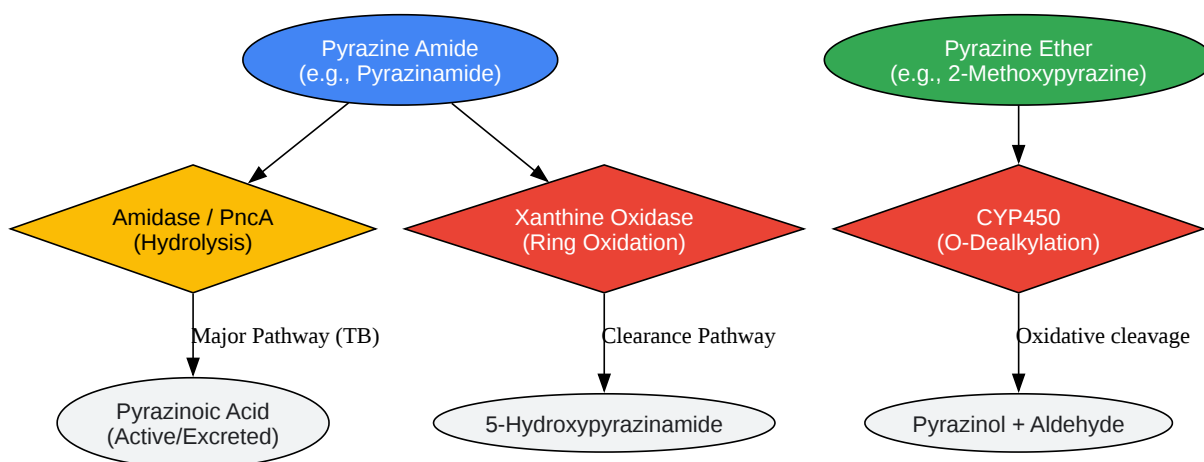 Pyrazine Amide
(e.g., Pyrazinamide)
Pyrazine Ether
(e.g., 2-Methoxypyrazine)
Amidase / PncA
(Hydrolysis)
Xanthine Oxidase
(Ring Oxidation)
CYP450
(O-Dealkylation)
Major Pathway (TB)
Clearance Pathway
Oxidative cleavage
Pyrazinoic Acid
(Active/Excreted)
5-Hydroxypyrazinamide
Pyrazinol + Aldehyde